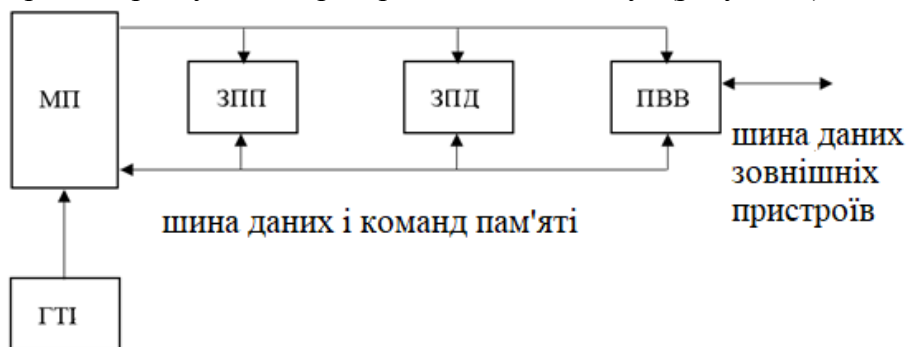 МП
ЗПП
ЗПД
ПВВ
шина даних
зовнішніх
пристроїв
шина даних і команд пам'яті
ГТІ